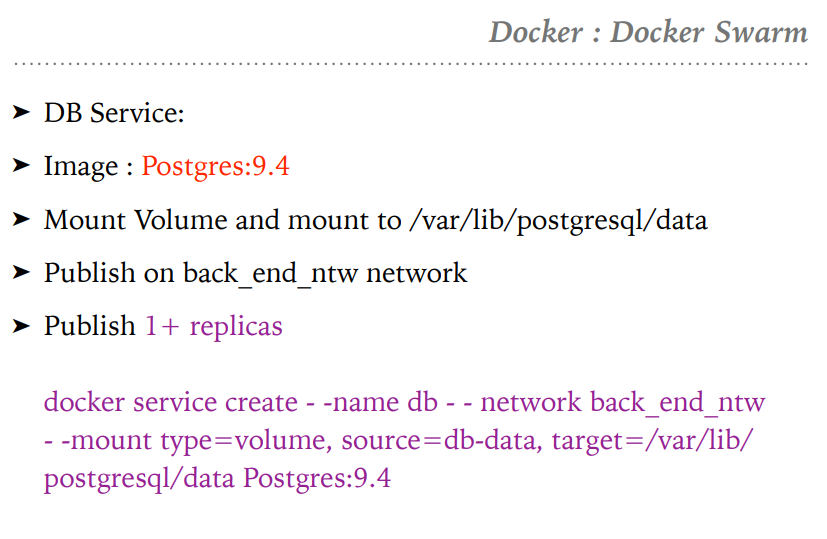 Docker : Docker Swarm
➤ DB Service:
➤ Image : Postgres:9.4
➤ Mount Volume and mount to /var/lib/postgresql/data
➤ Publish on back_end_ntw network
➤ Publish 1+ replicas
docker service create - -name db - - network back_end_ntw
- -mount type=volume, source=db-data, target=/var/lib/
postgresql/data Postgres:9.4